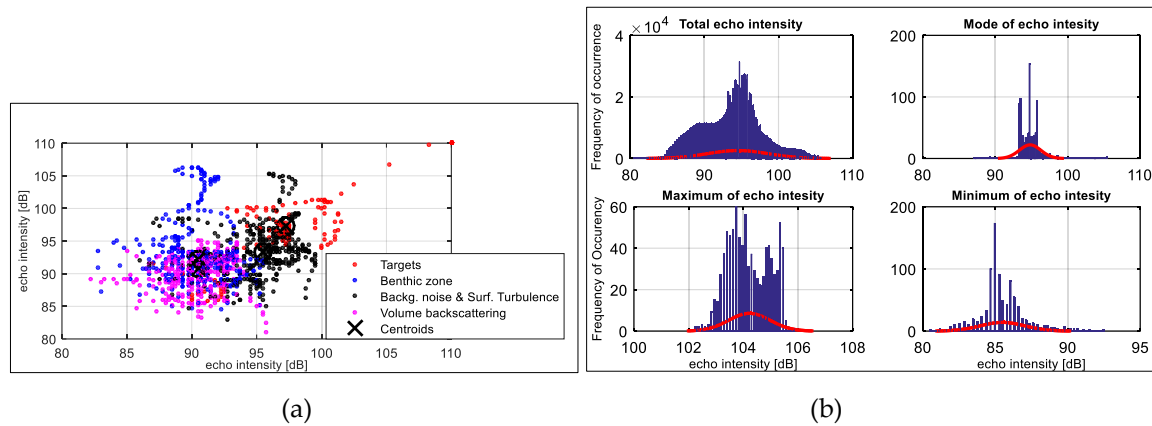 110
105
100
95
90
85
80
echo intensity [dB]
80 85 90 95 100 105 110
echo intensity [dB]
Targets
Benthic zone
Backg. noise & Surf. Turbulence
Volume backscattering
Centroids
(a)
Total echo intensity
× 10⁴
4
2
0
Frequency of occurrence
80 90 100 110
Mode of echo intesity
200
100
0
80 90 100 110
Maximum of echo intesity
60
40
20
0
Frequency of Occurrency
100 102 104 106 108
echo intensity [dB]
Minimum of echo intesity
200
100
0
80 85 90 95
echo intensity [dB]
(b)